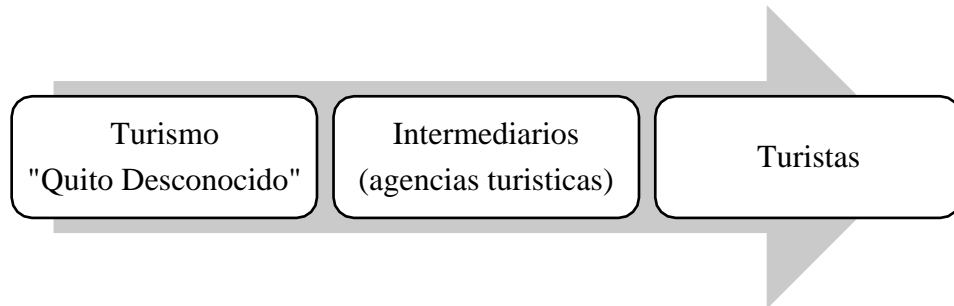 Turismo
"Quito Desconocido"
Intermediarios
(agencias turisticas)
Turistas